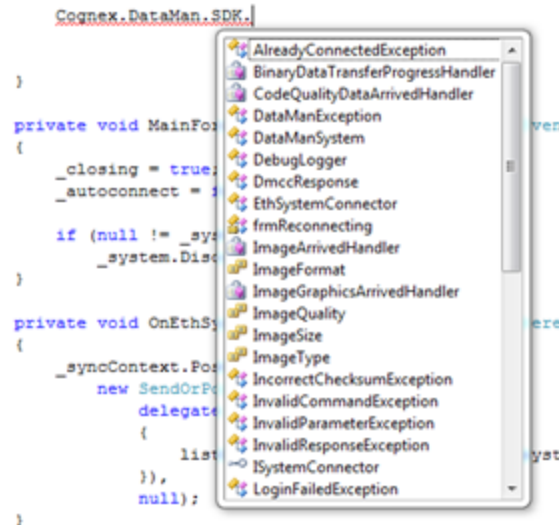 Cognex.DataMan.SDK.
AlreadyConnectedException
BinaryDataTransferProgressHandler
CodeQualityDataArrivedHandler
DataManException
DataManSystem
DebugLogger
DmccResponse
EthSystemConnector
frmReconnecting
ImageArrivedHandler
ImageFormat
ImageGraphicsArrivedHandler
ImageQuality
ImageSize
ImageType
IncorrectChecksumException
InvalidCommandException
InvalidParameterException
InvalidResponseException
ISystemConnector
LoginFailedException
}
private void MainFo
{
_closing = true;
_autoconnect =
if (null != _sys
_system.Disc
}
private void OnEthSy
{
_syncContext.Pos
new SendOrPo
delegate
{
list
}),
null);
}